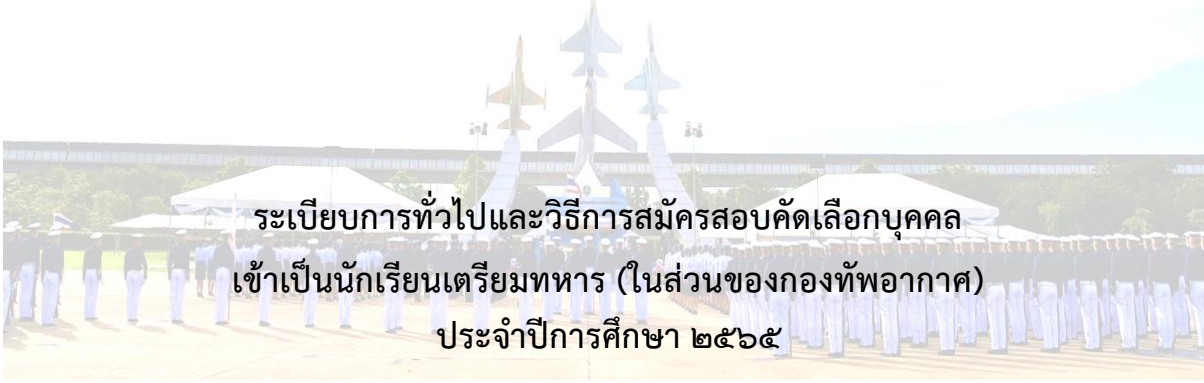 ระเบียบการทั่วไปและวิธีการสมัครสอบคัดเลือกบุคคล
เข้าเป็นนักเรียนเตรียมทหาร (ในส่วนของกองทัพอากาศ)
ประจำปีการศึกษา ๒๕๖๕